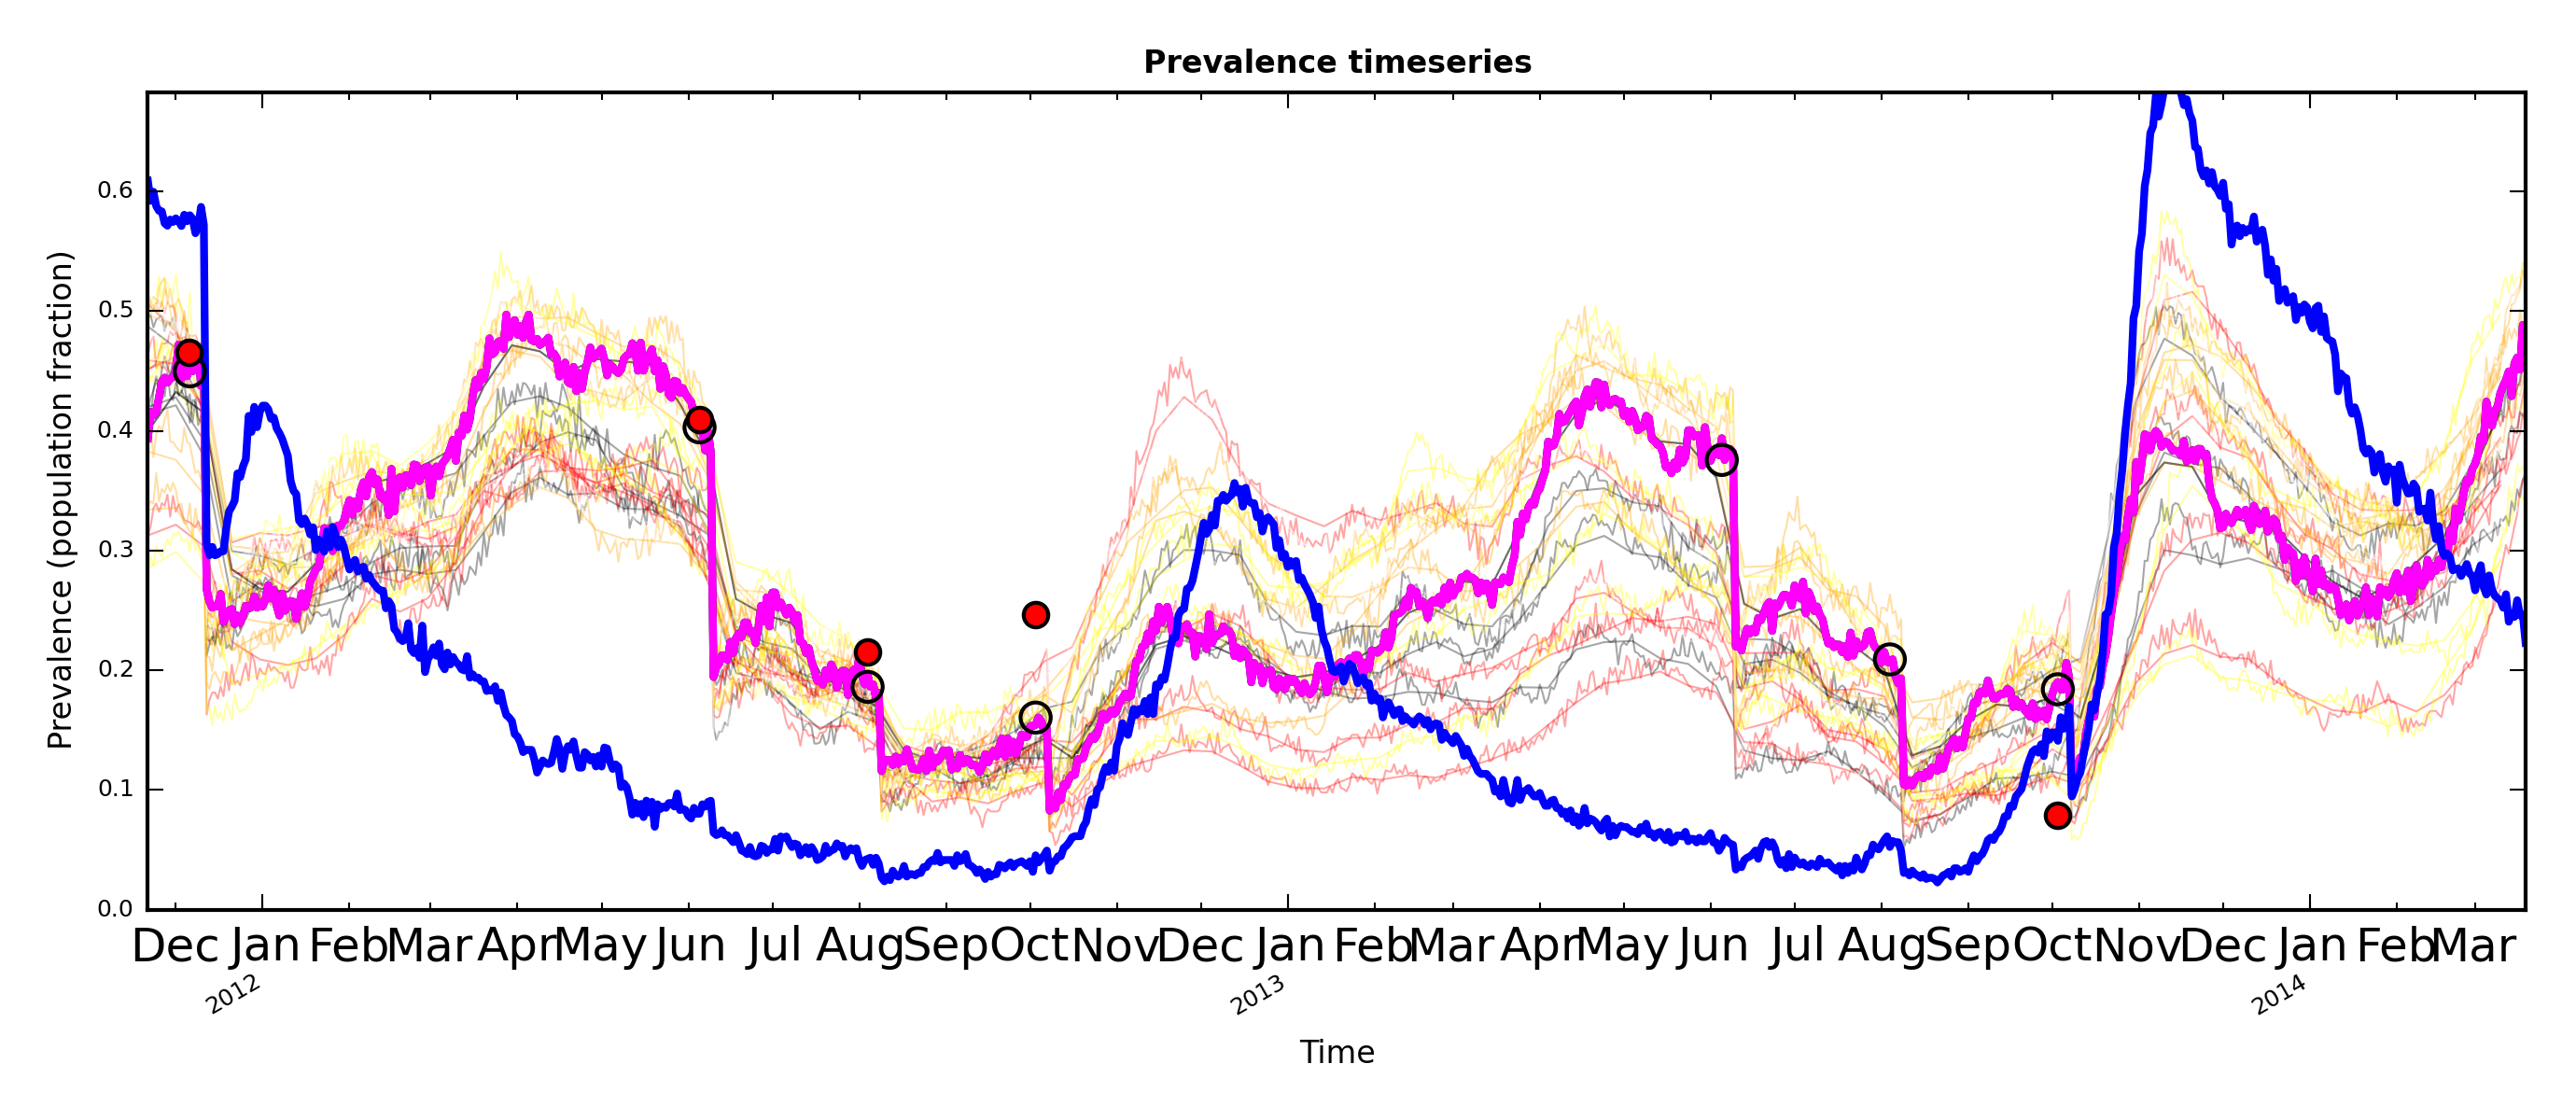 Prevalence timeseries
Prevalence (population fraction)
0.6
0.5
0.4
0.3
0.2
0.1
0.0
Dec Jan Feb Mar Apr May Jun Jul Aug Sep Oct Nov Dec Jan Feb Mar Apr May Jun Jul Aug Sep Oct Nov Dec Jan Feb Mar
2012 2013 2014
Time